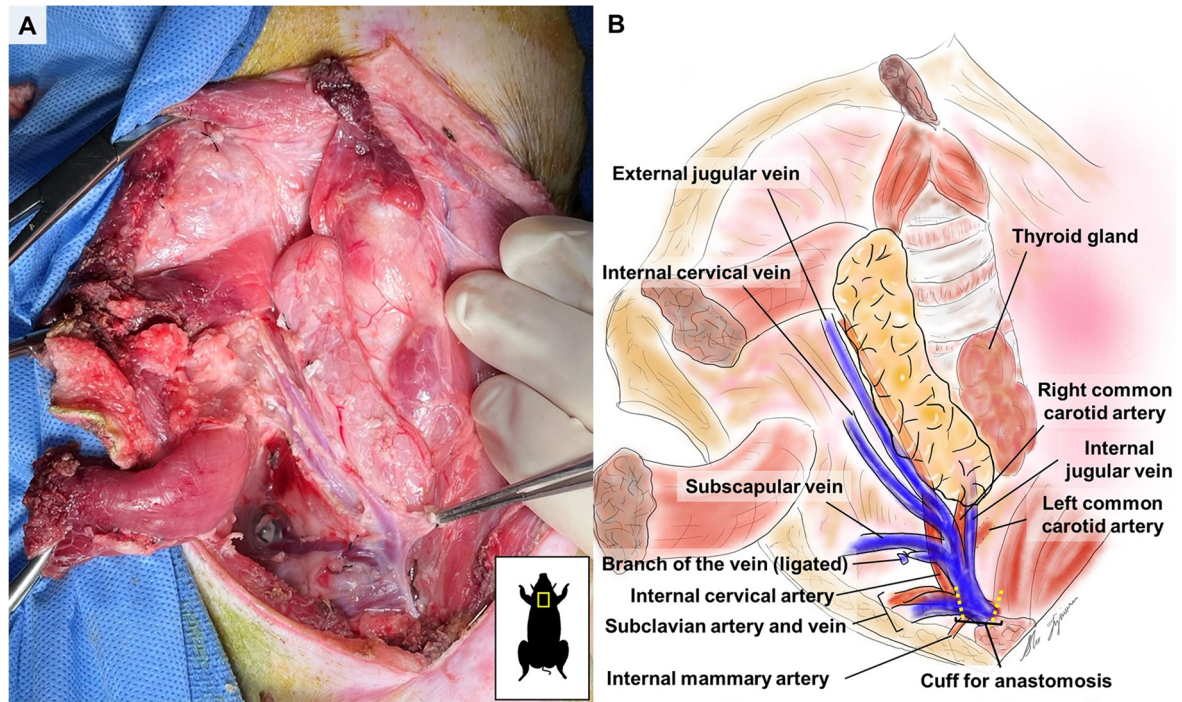 A
B
External jugular vein
Internal cervical vein
Thyroid gland
Right common
carotid artery
Internal
jugular vein
Subscapular vein
Left common
carotid artery
Branch of the vein (ligated)
Internal cervical artery
Subclavian artery and vein
Internal mammary artery
Cuff for anastomosis